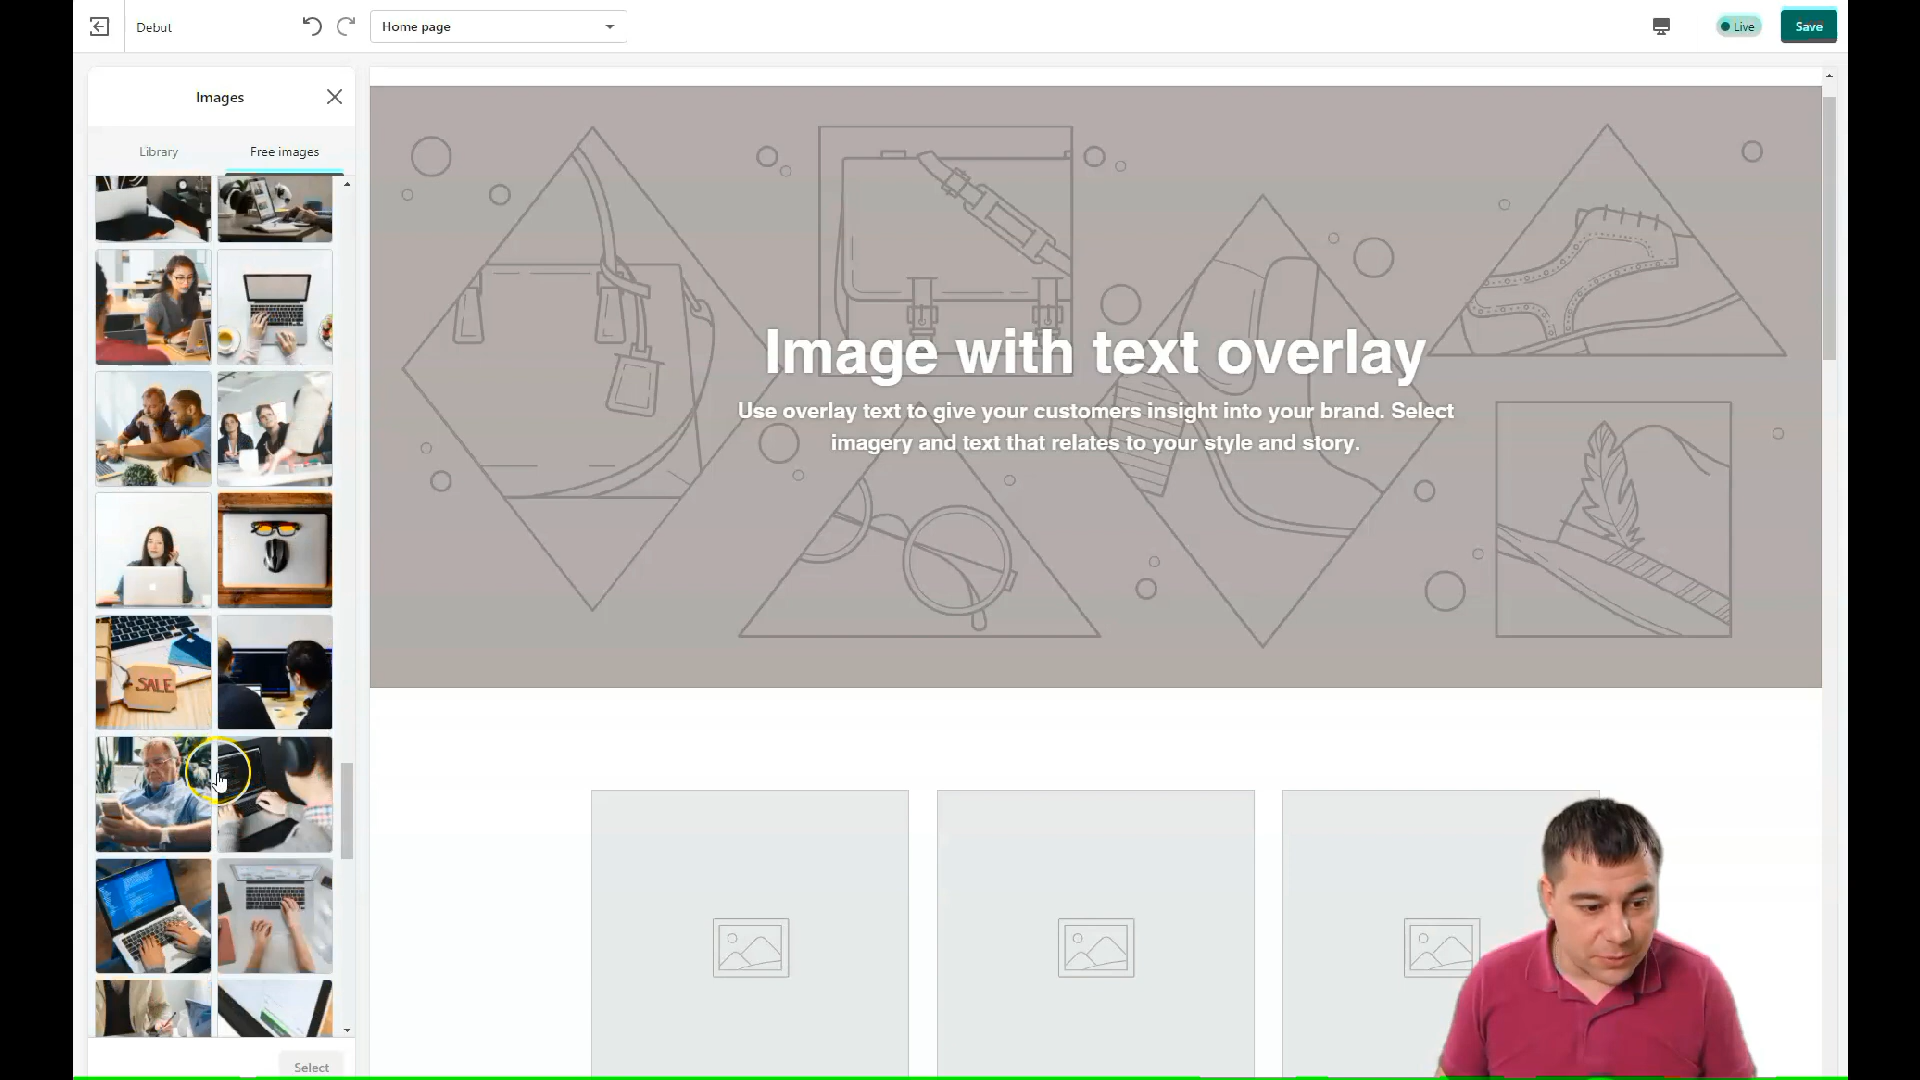 Debut
Home page
Live
Save
Images
Library
Free images
Image with text overlay
Use overlay text to give your customers insight into your brand. Select
imagery and text that relates to your style and story.
SALE
Select